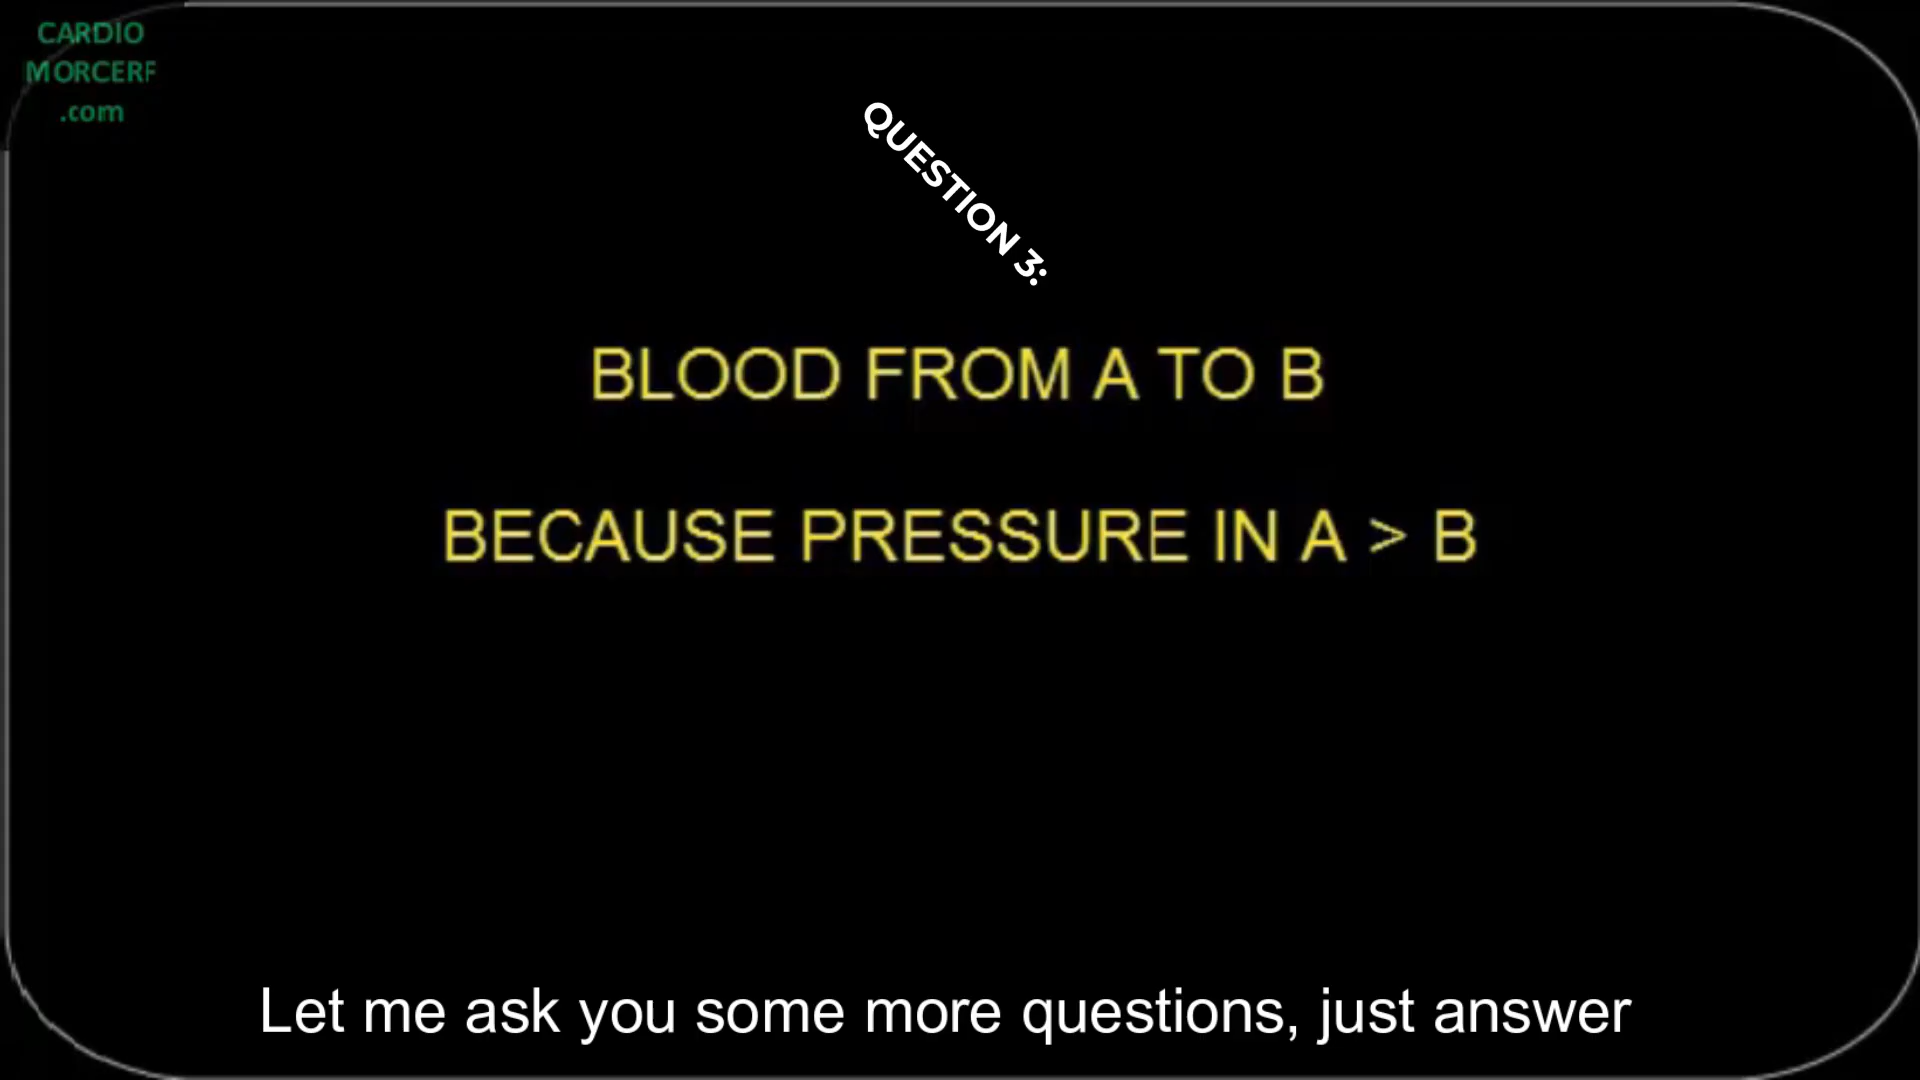 CARDIO
MORCERF
.com
QUESTION 3:
BLOOD FROM A TO B
BECAUSE PRESSURE IN A > B
Let me ask you some more questions, just answer